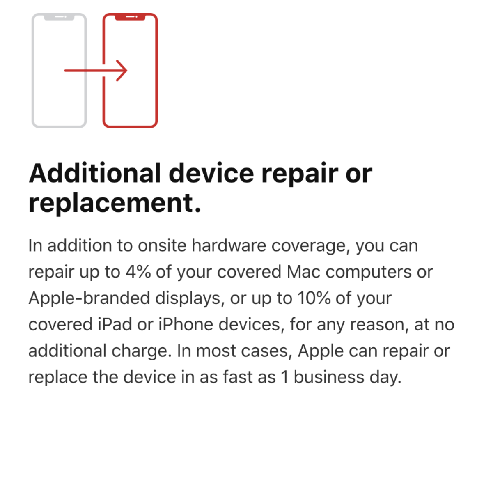 Additional device repair or
replacement.
In addition to onsite hardware coverage, you can
repair up to 4% of your covered Mac computers or
Apple-branded displays, or up to 10% of your
covered iPad or iPhone devices, for any reason, at no
additional charge. In most cases, Apple can repair or
replace the device in as fast as 1 business day.